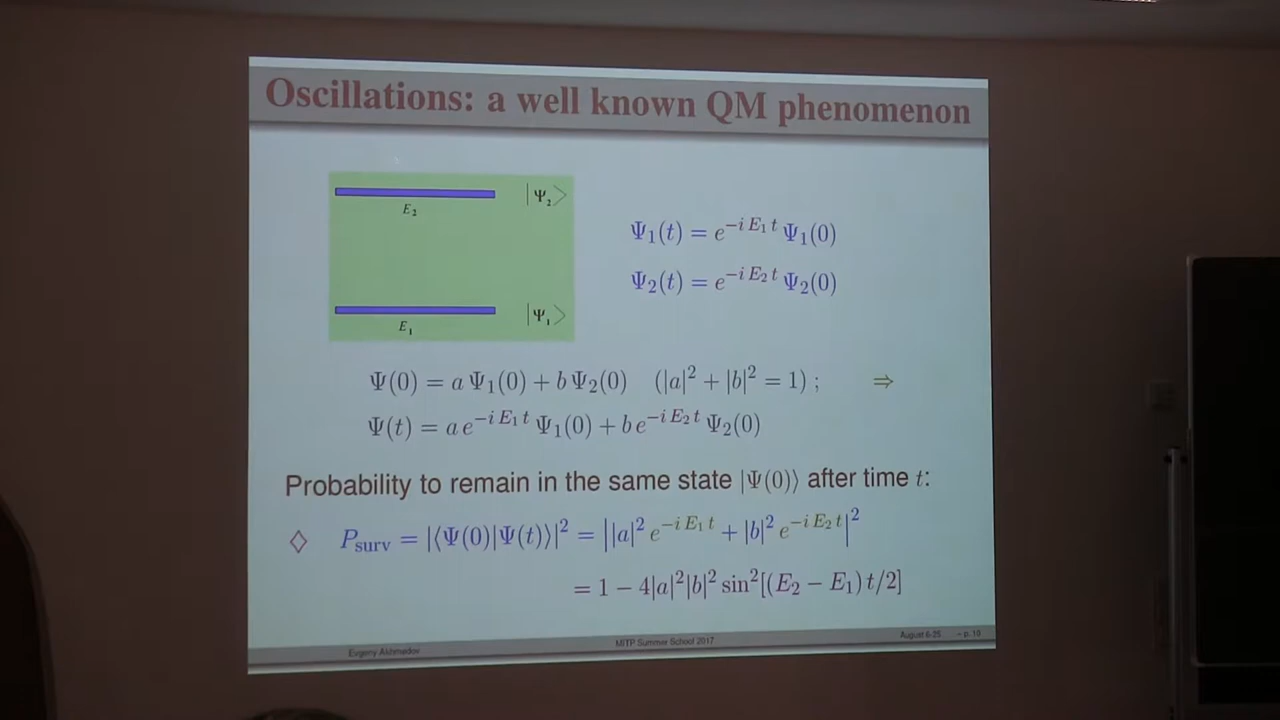 Oscillations: a well known QM phenomenon
E₂ |Ψ₂⟩
Ψ₁(t) = e^{−i E₁ t} Ψ₁(0)
Ψ₂(t) = e^{−i E₂ t} Ψ₂(0)
E₁ |Ψ₁⟩
Ψ(0) = a Ψ₁(0) + b Ψ₂(0) (|a|² + |b|² = 1) ; ⇒
Ψ(t) = a e^{−i E₁ t} Ψ₁(0) + b e^{−i E₂ t} Ψ₂(0)
Probability to remain in the same state |Ψ(0)⟩ after time t:
♢ P_surv = |⟨Ψ(0)|Ψ(t)⟩|² = ||a|² e^{−i E₁ t} + |b|² e^{−i E₂ t}|²
= 1 − 4|a|²|b|² sin²[(E₂ − E₁) t/2]
Evgeny Akhmedov MITP Summer School 2017 August 6-25 – p. 10